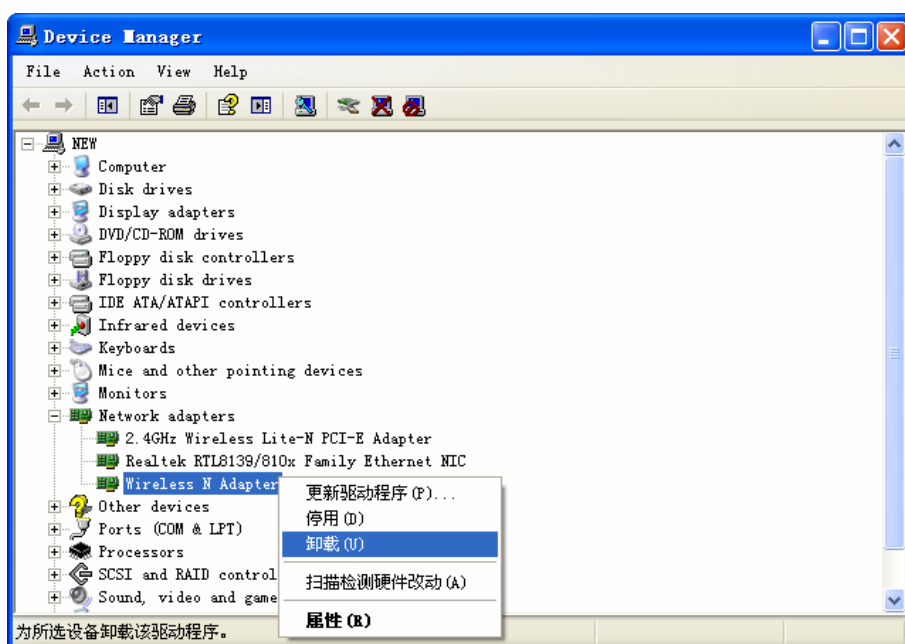 Device Manager
File Action View Help
NEW
Computer
Disk drives
Display adapters
DVD/CD-ROM drives
Floppy disk controllers
Floppy disk drives
IDE ATA/ATAPI controllers
Infrared devices
Keyboards
Mice and other pointing devices
Monitors
Network adapters
2.4GHz Wireless Lite-N PCI-E Adapter
Realtek RTL8139/810x Family Ethernet NIC
Wireless N Adapter
Other devices
Ports (COM & LPT)
Processors
SCSI and RAID control
Sound, video and game
更新驱动程序(P)...
停用(D)
卸载(U)
扫描检测硬件改动(A)
属性(R)
为所选设备卸载该驱动程序。